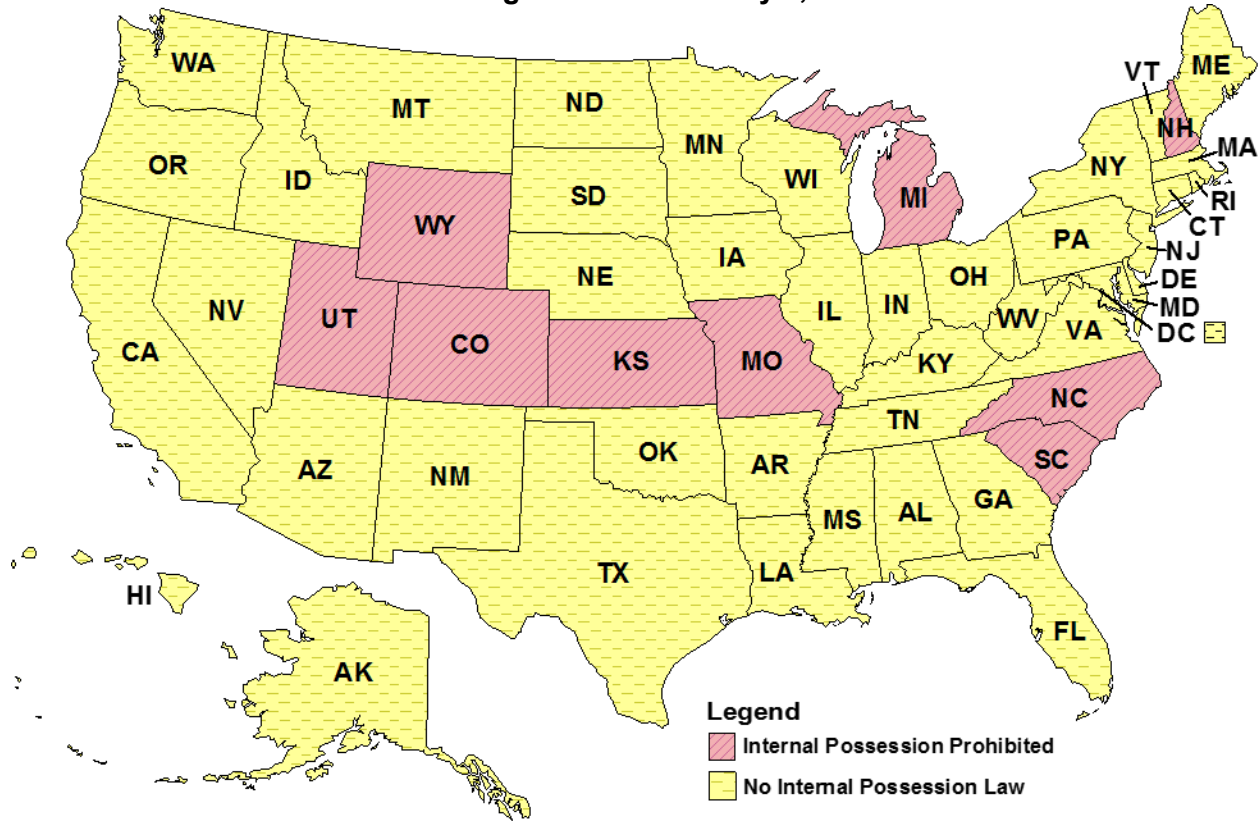 WA
MT
ND
MN
ME
VT
NH
MA
OR
ID
SD
WI
MI
NY
RI
CT
WY
NE
IA
PA
NJ
OH
DE
NV
UT
IL
IN
WV
MD
DC
VA
CA
CO
KS
MO
KY
NC
TN
AZ
NM
OK
AR
SC
MS
AL
GA
TX
LA
HI
FL
AK
Legend
Internal Possession Prohibited
No Internal Possession Law